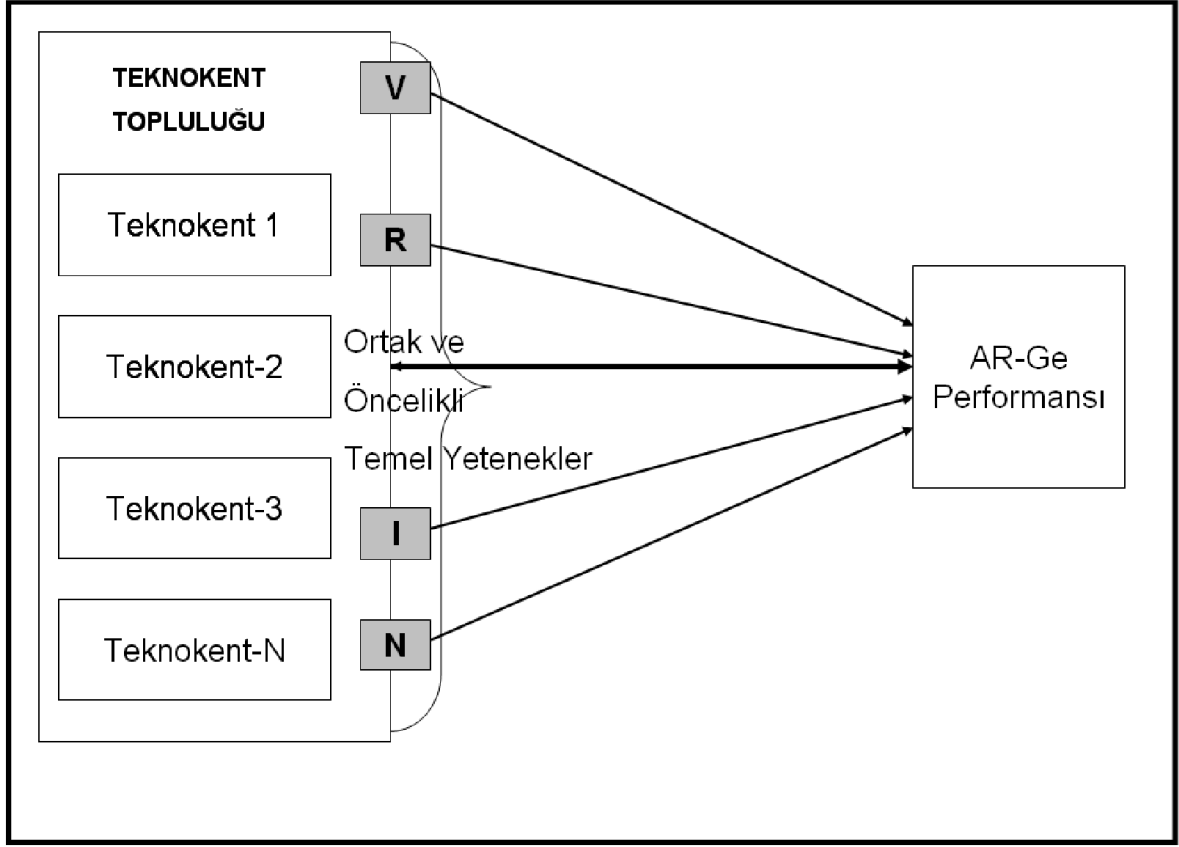 TEKNOKENT
TOPLULUĞU
Teknokent 1
Teknokent-2
Teknokent-3
Teknokent-N
V
R
Ortak ve
Öncelikli
Temel Yetenekler
I
N
AR-Ge
Performansı